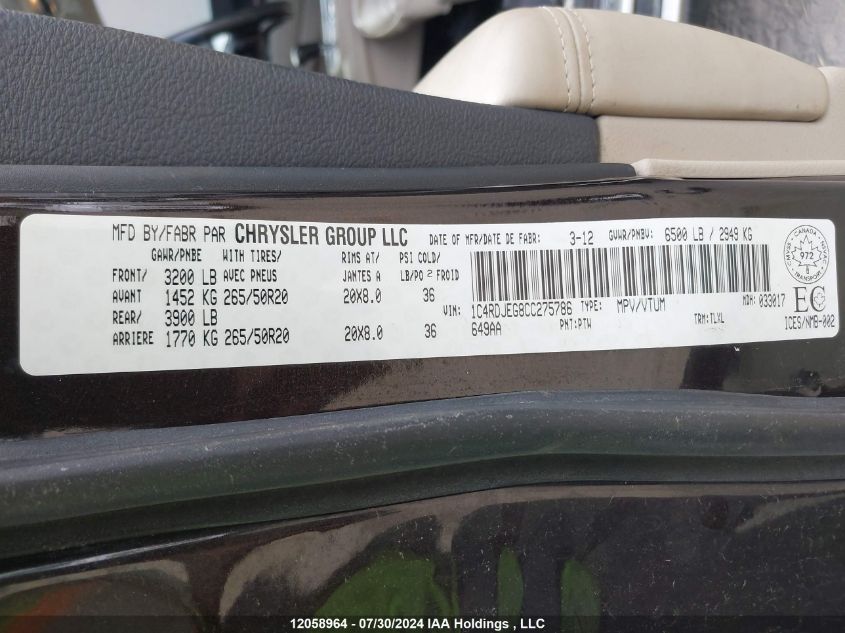 MFD BY/FABR PAR CHRYSLER GROUP LLC DATE OF MFR/DATE DE FABR: 3-12 GVWR/PNBV: 6500 LB / 2949 KG
GAWR/PNBE WITH TIRES/ RIMS AT/ PSI COLD/
FRONT/ 3200 LB AVEC PNEUS JANTES A LB/PO 2 FROID
AVANT 1452 KG 265/50R20 20X8.0 36
REAR/ 3900 LB
ARRIERE 1770 KG 265/50R20 20X8.0 36
VIN: 1C4RDJEG8CC275786 TYPE: MPV/VTUM MDH: 033017
649AA PNT:PTW TRM:TLYL
CANADA
972
TRANSPORT
EC
ICES/NMB-002
12058964 - 07/30/2024 IAA Holdings , LLC